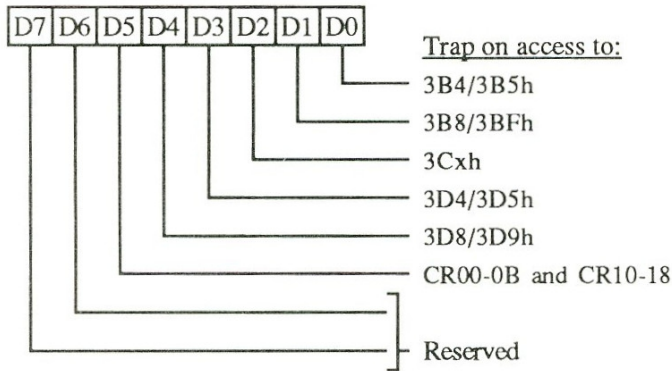 D7 D6 D5 D4 D3 D2 D1 D0
Trap on access to:
3B4/3B5h
3B8/3BFh
3Cxh
3D4/3D5h
3D8/3D9h
CR00-0B and CR10-18
Reserved